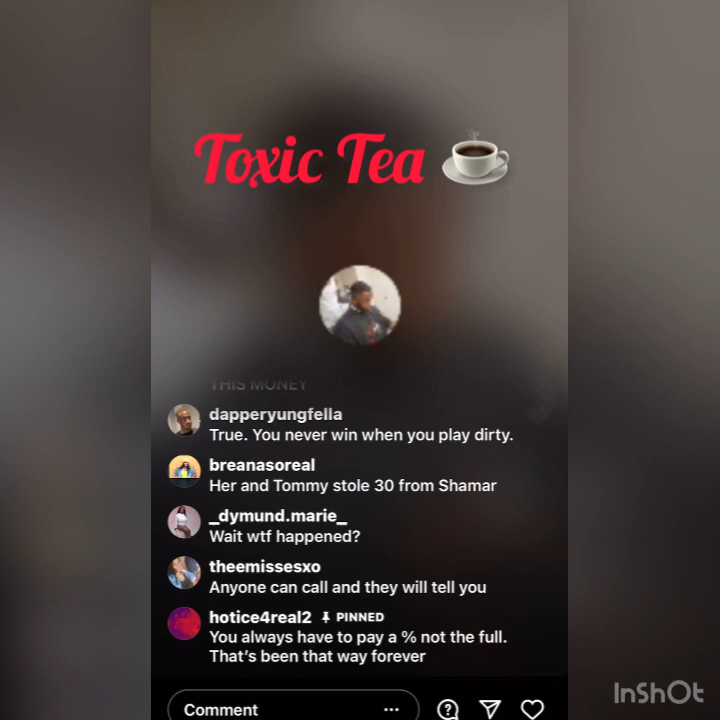 Toxic Tea
THIS MONEY
dapperyungfella
True. You never win when you play dirty.
breanasoreal
Her and Tommy stole 30 from Shamar
_dymund.marie_
Wait wtf happened?
theemissesxo
Anyone can call and they will tell you
hotice4real2 PINNED
You always have to pay a % not the full.
That’s been that way forever
Comment
InShOt